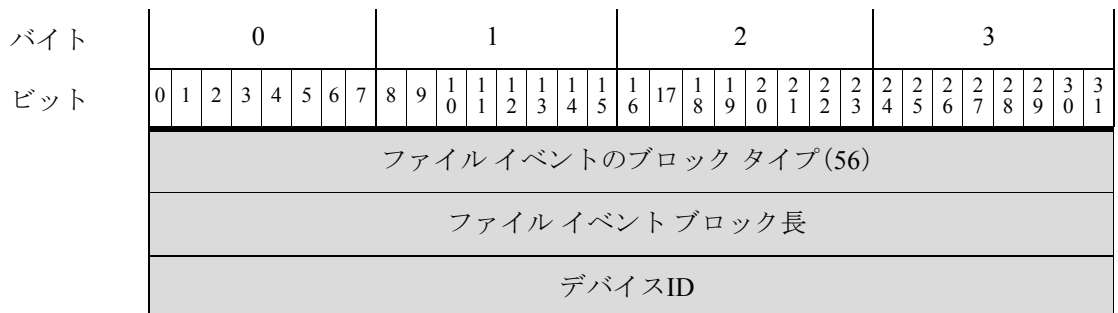 バイト 0 1 2 3
ビット 0 1 2 3 4 5 6 7 8 9 10 11 12 13 14 15 16 17 18 19 20 21 22 23 24 25 26 27 28 29 30 31
ファイル イベントのブロック タイプ(56)
ファイル イベント ブロック長
デバイスID